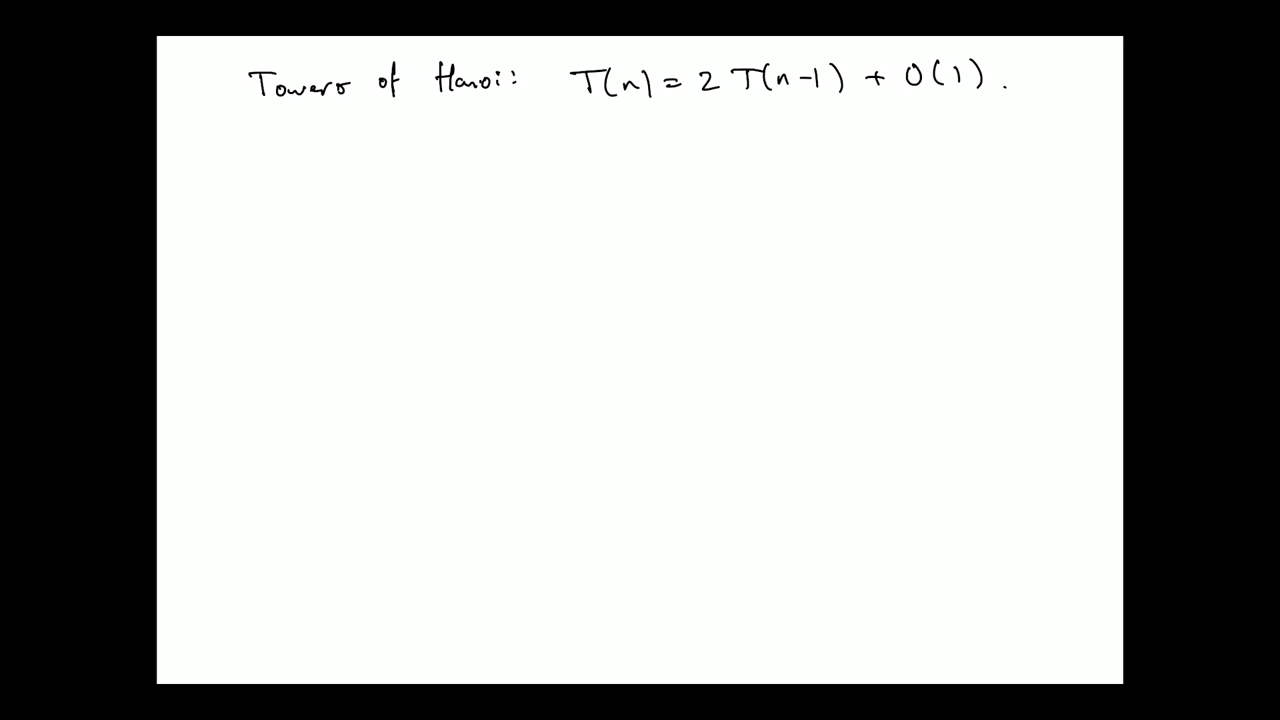 Towers of Hanoi: T(n) = 2 T(n-1) + O(1).